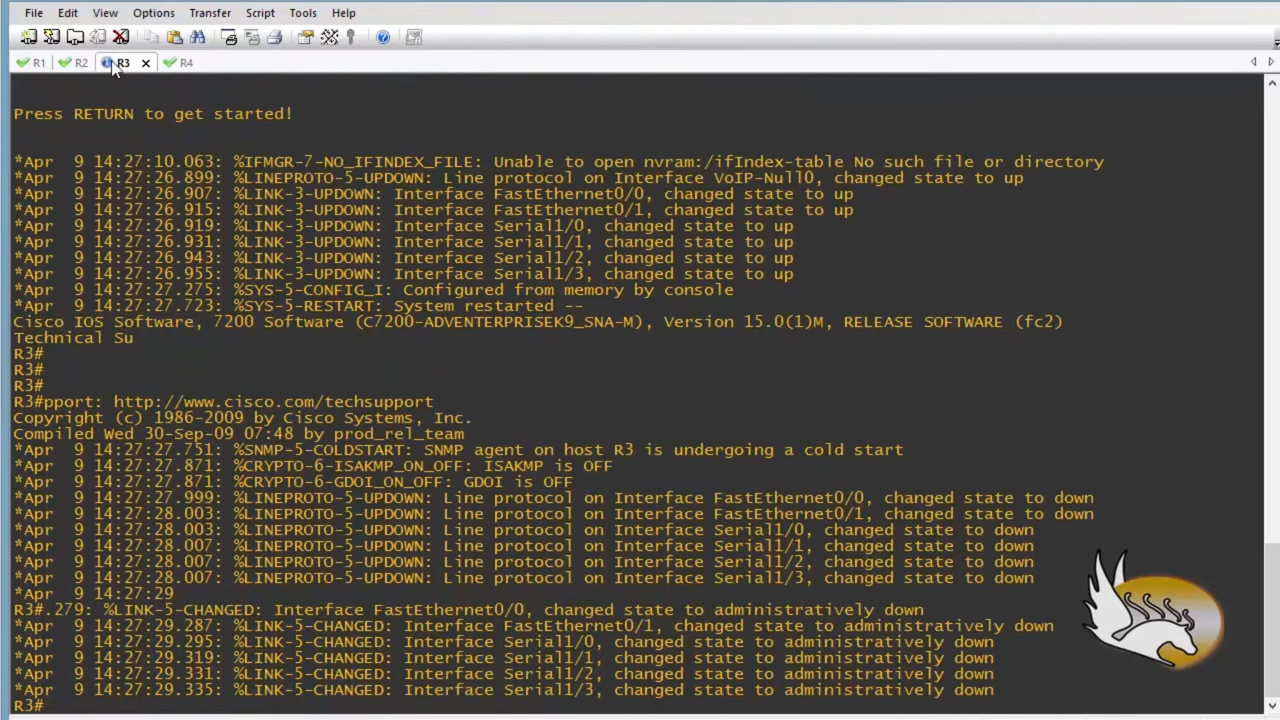 File Edit View Options Transfer Script Tools Help
R1 R2 R3 R4
Press RETURN to get started!
*Apr  9 14:27:10.063: %IFMGR-7-NO_IFINDEX_FILE: Unable to open nvram:/ifIndex-table No such file or directory
*Apr  9 14:27:26.899: %LINEPROTO-5-UPDOWN: Line protocol on Interface VoIP-Null0, changed state to up
*Apr  9 14:27:26.907: %LINK-3-UPDOWN: Interface FastEthernet0/0, changed state to up
*Apr  9 14:27:26.915: %LINK-3-UPDOWN: Interface FastEthernet0/1, changed state to up
*Apr  9 14:27:26.919: %LINK-3-UPDOWN: Interface Serial1/0, changed state to up
*Apr  9 14:27:26.931: %LINK-3-UPDOWN: Interface Serial1/1, changed state to up
*Apr  9 14:27:26.943: %LINK-3-UPDOWN: Interface Serial1/2, changed state to up
*Apr  9 14:27:26.955: %LINK-3-UPDOWN: Interface Serial1/3, changed state to up
*Apr  9 14:27:27.275: %SYS-5-CONFIG_I: Configured from memory by console
*Apr  9 14:27:27.723: %SYS-5-RESTART: System restarted --
Cisco IOS Software, 7200 Software (C7200-ADVENTERPRISEK9_SNA-M), Version 15.0(1)M, RELEASE SOFTWARE (fc2)
Technical Su
R3#
R3#
R3#
R3#pport: http://www.cisco.com/techsupport
Copyright (c) 1986-2009 by Cisco Systems, Inc.
Compiled Wed 30-Sep-09 07:48 by prod_rel_team
*Apr  9 14:27:27.751: %SNMP-5-COLDSTART: SNMP agent on host R3 is undergoing a cold start
*Apr  9 14:27:27.871: %CRYPTO-6-ISAKMP_ON_OFF: ISAKMP is OFF
*Apr  9 14:27:27.871: %CRYPTO-6-GDOI_ON_OFF: GDOI is OFF
*Apr  9 14:27:27.999: %LINEPROTO-5-UPDOWN: Line protocol on Interface FastEthernet0/0, changed state to down
*Apr  9 14:27:28.003: %LINEPROTO-5-UPDOWN: Line protocol on Interface FastEthernet0/1, changed state to down
*Apr  9 14:27:28.003: %LINEPROTO-5-UPDOWN: Line protocol on Interface Serial1/0, changed state to down
*Apr  9 14:27:28.007: %LINEPROTO-5-UPDOWN: Line protocol on Interface Serial1/1, changed state to down
*Apr  9 14:27:28.007: %LINEPROTO-5-UPDOWN: Line protocol on Interface Serial1/2, changed state to down
*Apr  9 14:27:28.007: %LINEPROTO-5-UPDOWN: Line protocol on Interface Serial1/3, changed state to down
*Apr  9 14:27:29
R3#.279: %LINK-5-CHANGED: Interface FastEthernet0/0, changed state to administratively down
*Apr  9 14:27:29.287: %LINK-5-CHANGED: Interface FastEthernet0/1, changed state to administratively down
*Apr  9 14:27:29.295: %LINK-5-CHANGED: Interface Serial1/0, changed state to administratively down
*Apr  9 14:27:29.319: %LINK-5-CHANGED: Interface Serial1/1, changed state to administratively down
*Apr  9 14:27:29.331: %LINK-5-CHANGED: Interface Serial1/2, changed state to administratively down
*Apr  9 14:27:29.335: %LINK-5-CHANGED: Interface Serial1/3, changed state to administratively down
R3#